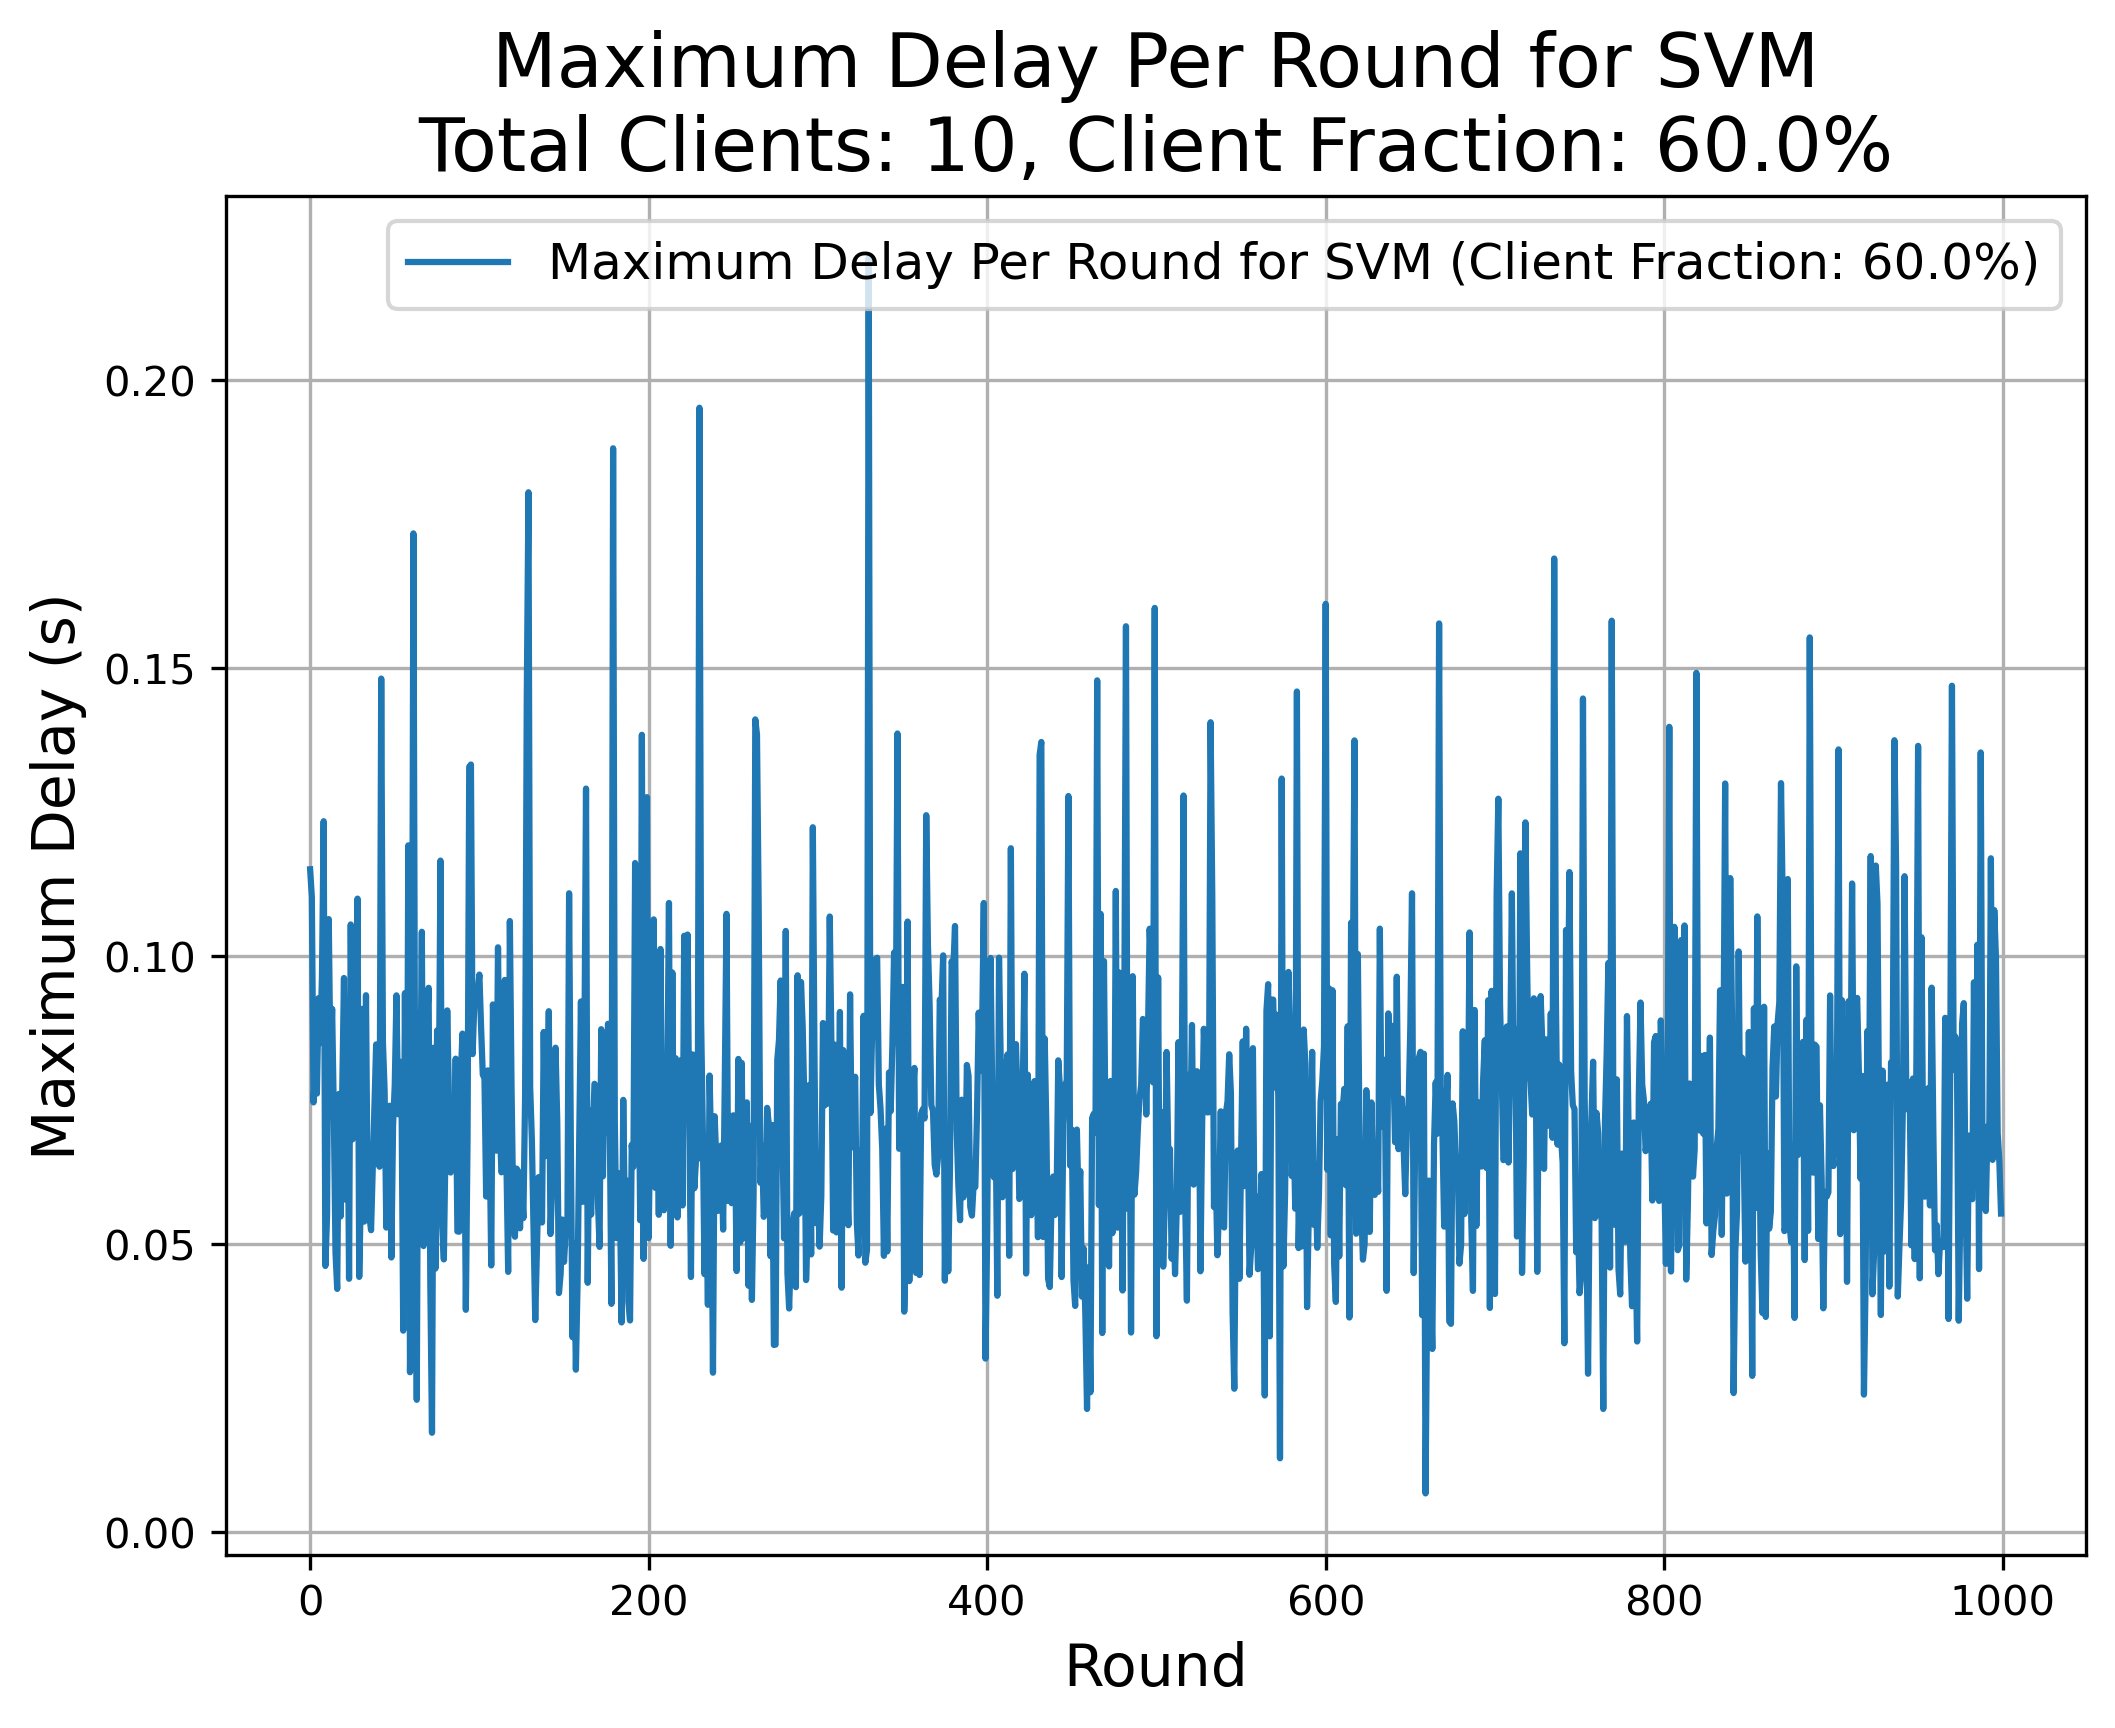 Maximum Delay Per Round for SVM
Total Clients: 10, Client Fraction: 60.0%
Maximum Delay Per Round for SVM (Client Fraction: 60.0%)
Maximum Delay (s)
0.20
0.15
0.10
0.05
0.00
0 200 400 600 800 1000
Round